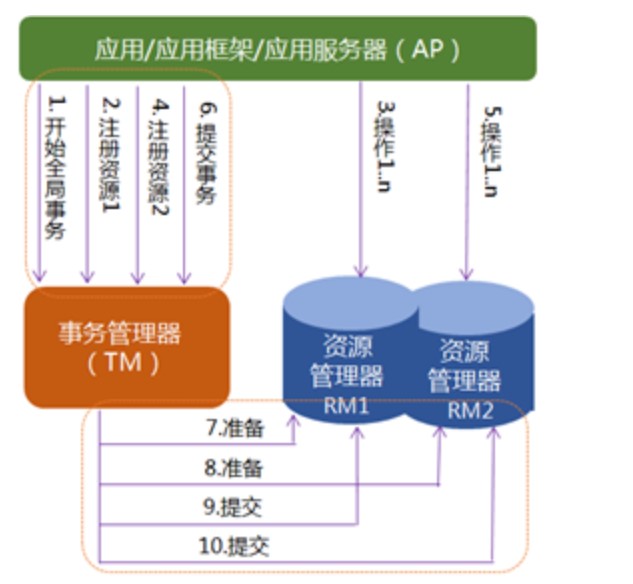 应用/应用框架/应用服务器（AP）
1.开始全局事务
2.注册资源1
4.注册资源2
6.提交事务
3.操作1..n
5.操作1..n
事务管理器
（TM）
资源
管理器
RM1
资源
管理器
RM2
7.准备
8.准备
9.提交
10.提交